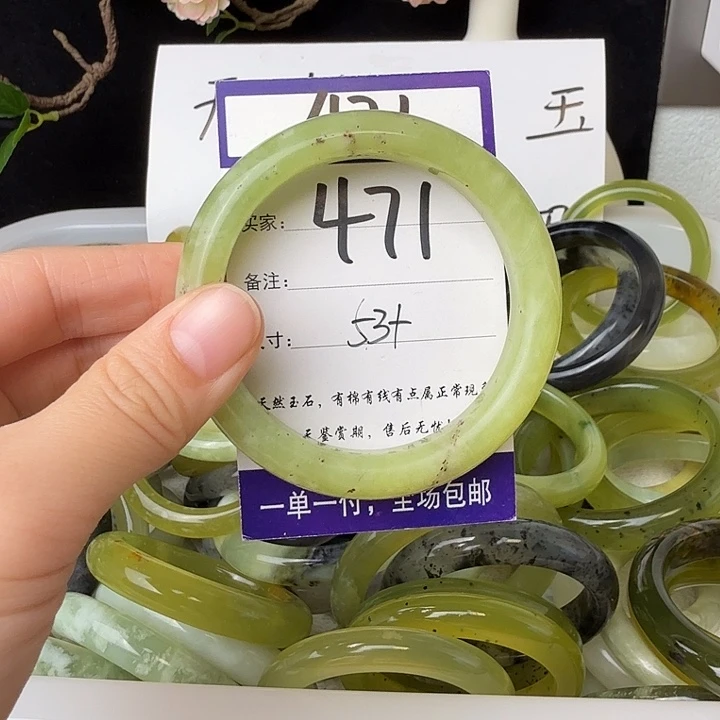 天
玉
471
卖家:
471
备注:
寸: 53+
天然玉石，有棉有线有点属正常现
天鉴赏期，售后无忧
一单一付，全场包邮